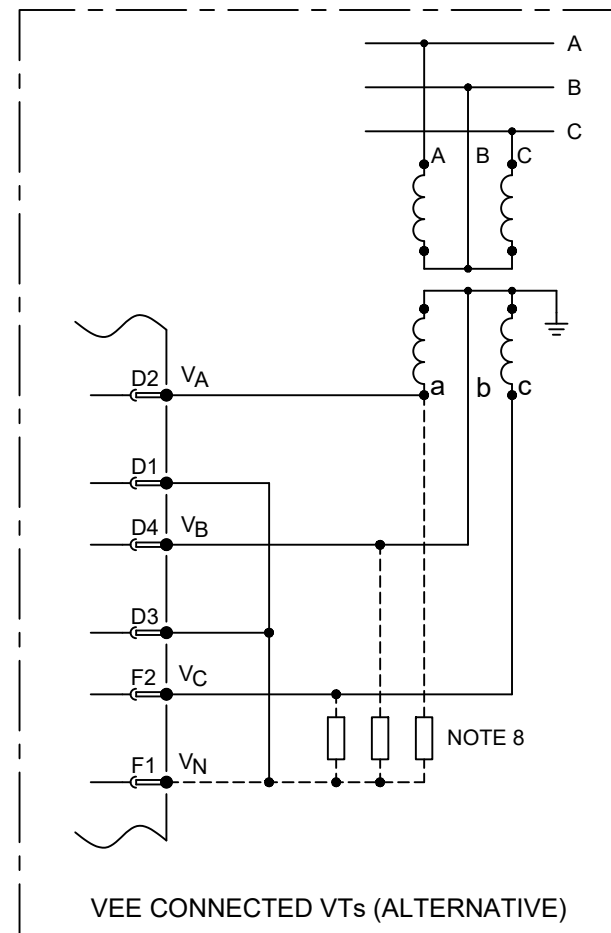 A
B
C
A B C
a b c
D2 VA
D1
D4 VB
D3
F2 VC
NOTE 8
F1 VN
VEE CONNECTED VTs (ALTERNATIVE)